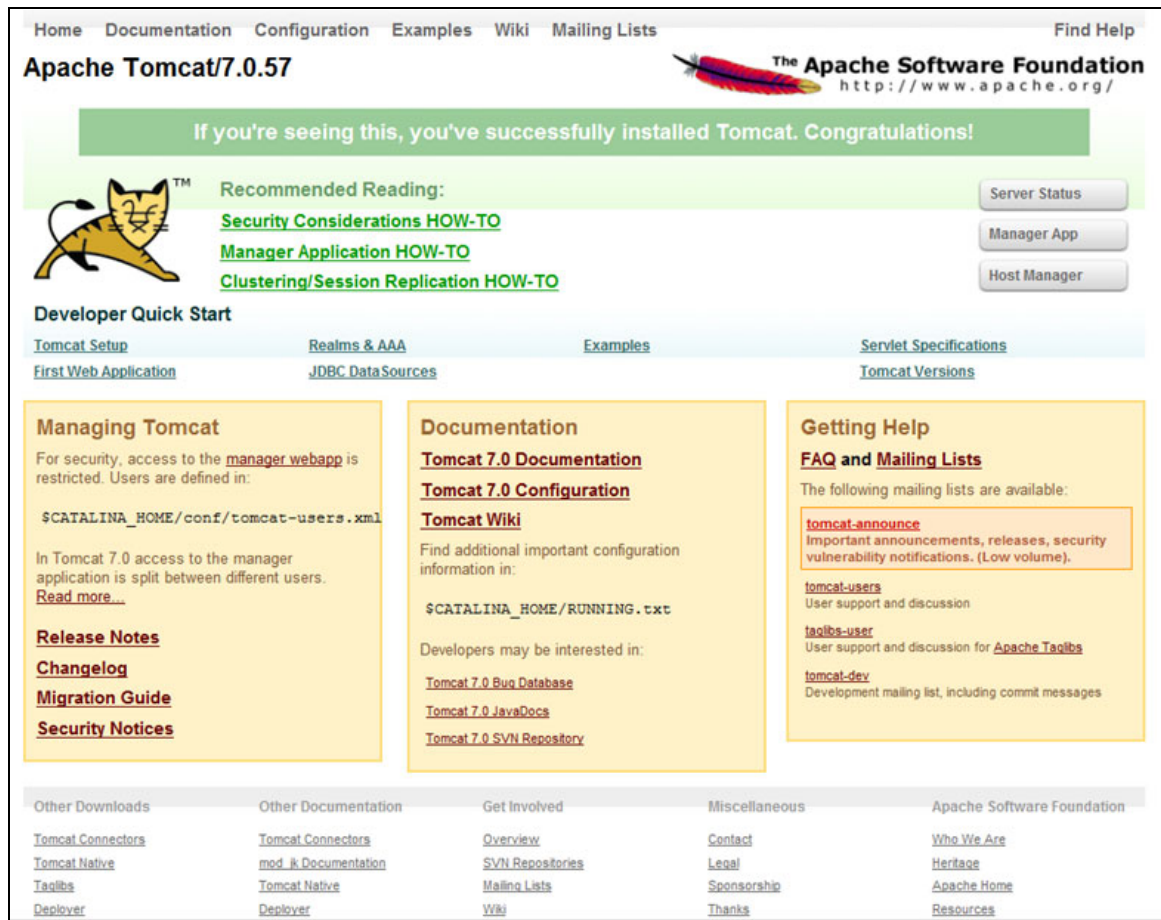 Home Documentation Configuration Examples Wiki Mailing Lists Find Help
Apache Tomcat/7.0.57
The Apache Software Foundation
http://www.apache.org/
If you're seeing this, you've successfully installed Tomcat. Congratulations!
TM
Recommended Reading:
Security Considerations HOW-TO
Manager Application HOW-TO
Clustering/Session Replication HOW-TO
Server Status
Manager App
Host Manager
Developer Quick Start
Tomcat Setup
First Web Application
Realms & AAA
JDBC DataSources
Examples
Servlet Specifications
Tomcat Versions
Managing Tomcat
For security, access to the manager webapp is
restricted. Users are defined in:
$CATALINA_HOME/conf/tomcat-users.xml
In Tomcat 7.0 access to the manager
application is split between different users.
Read more...
Release Notes
Changelog
Migration Guide
Security Notices
Documentation
Tomcat 7.0 Documentation
Tomcat 7.0 Configuration
Tomcat Wiki
Find additional important configuration
information in:
$CATALINA_HOME/RUNNING.txt
Developers may be interested in:
Tomcat 7.0 Bug Database
Tomcat 7.0 JavaDocs
Tomcat 7.0 SVN Repository
Getting Help
FAQ and Mailing Lists
The following mailing lists are available:
tomcat-announce
Important announcements, releases, security
vulnerability notifications. (Low volume).
tomcat-users
User support and discussion
taglibs-user
User support and discussion for Apache Taglibs
tomcat-dev
Development mailing list, including commit messages
Other Downloads
Tomcat Connectors
Tomcat Native
Taglibs
Deployer
Other Documentation
Tomcat Connectors
mod_jk Documentation
Tomcat Native
Deployer
Get Involved
Overview
SVN Repositories
Mailing Lists
Wiki
Miscellaneous
Contact
Legal
Sponsorship
Thanks
Apache Software Foundation
Who We Are
Heritage
Apache Home
Resources